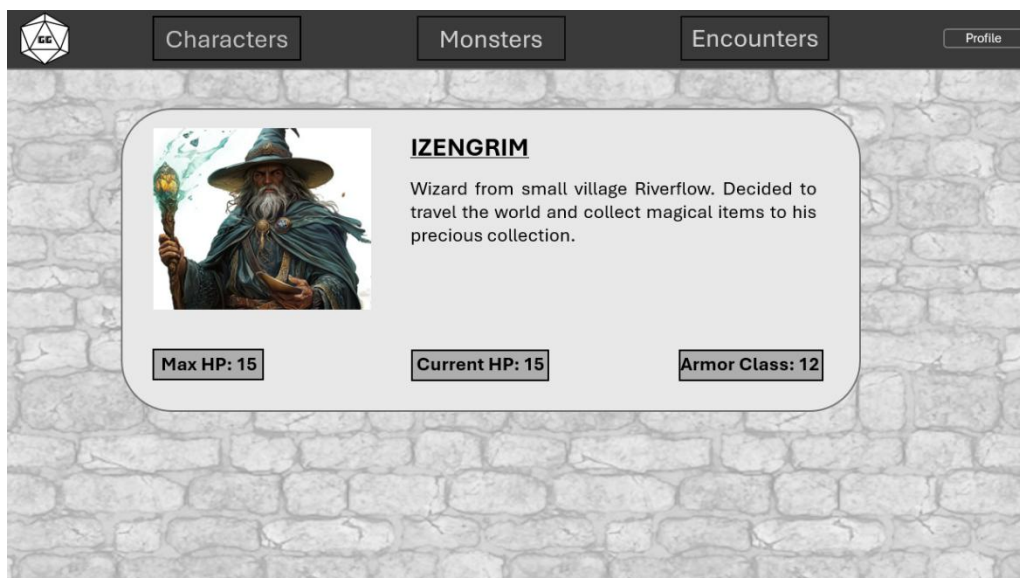 GG
Characters
Monsters
Encounters
Profile
IZENGRIM
Wizard from small village Riverflow. Decided to
travel the world and collect magical items to his
precious collection.
Max HP: 15
Current HP: 15
Armor Class: 12